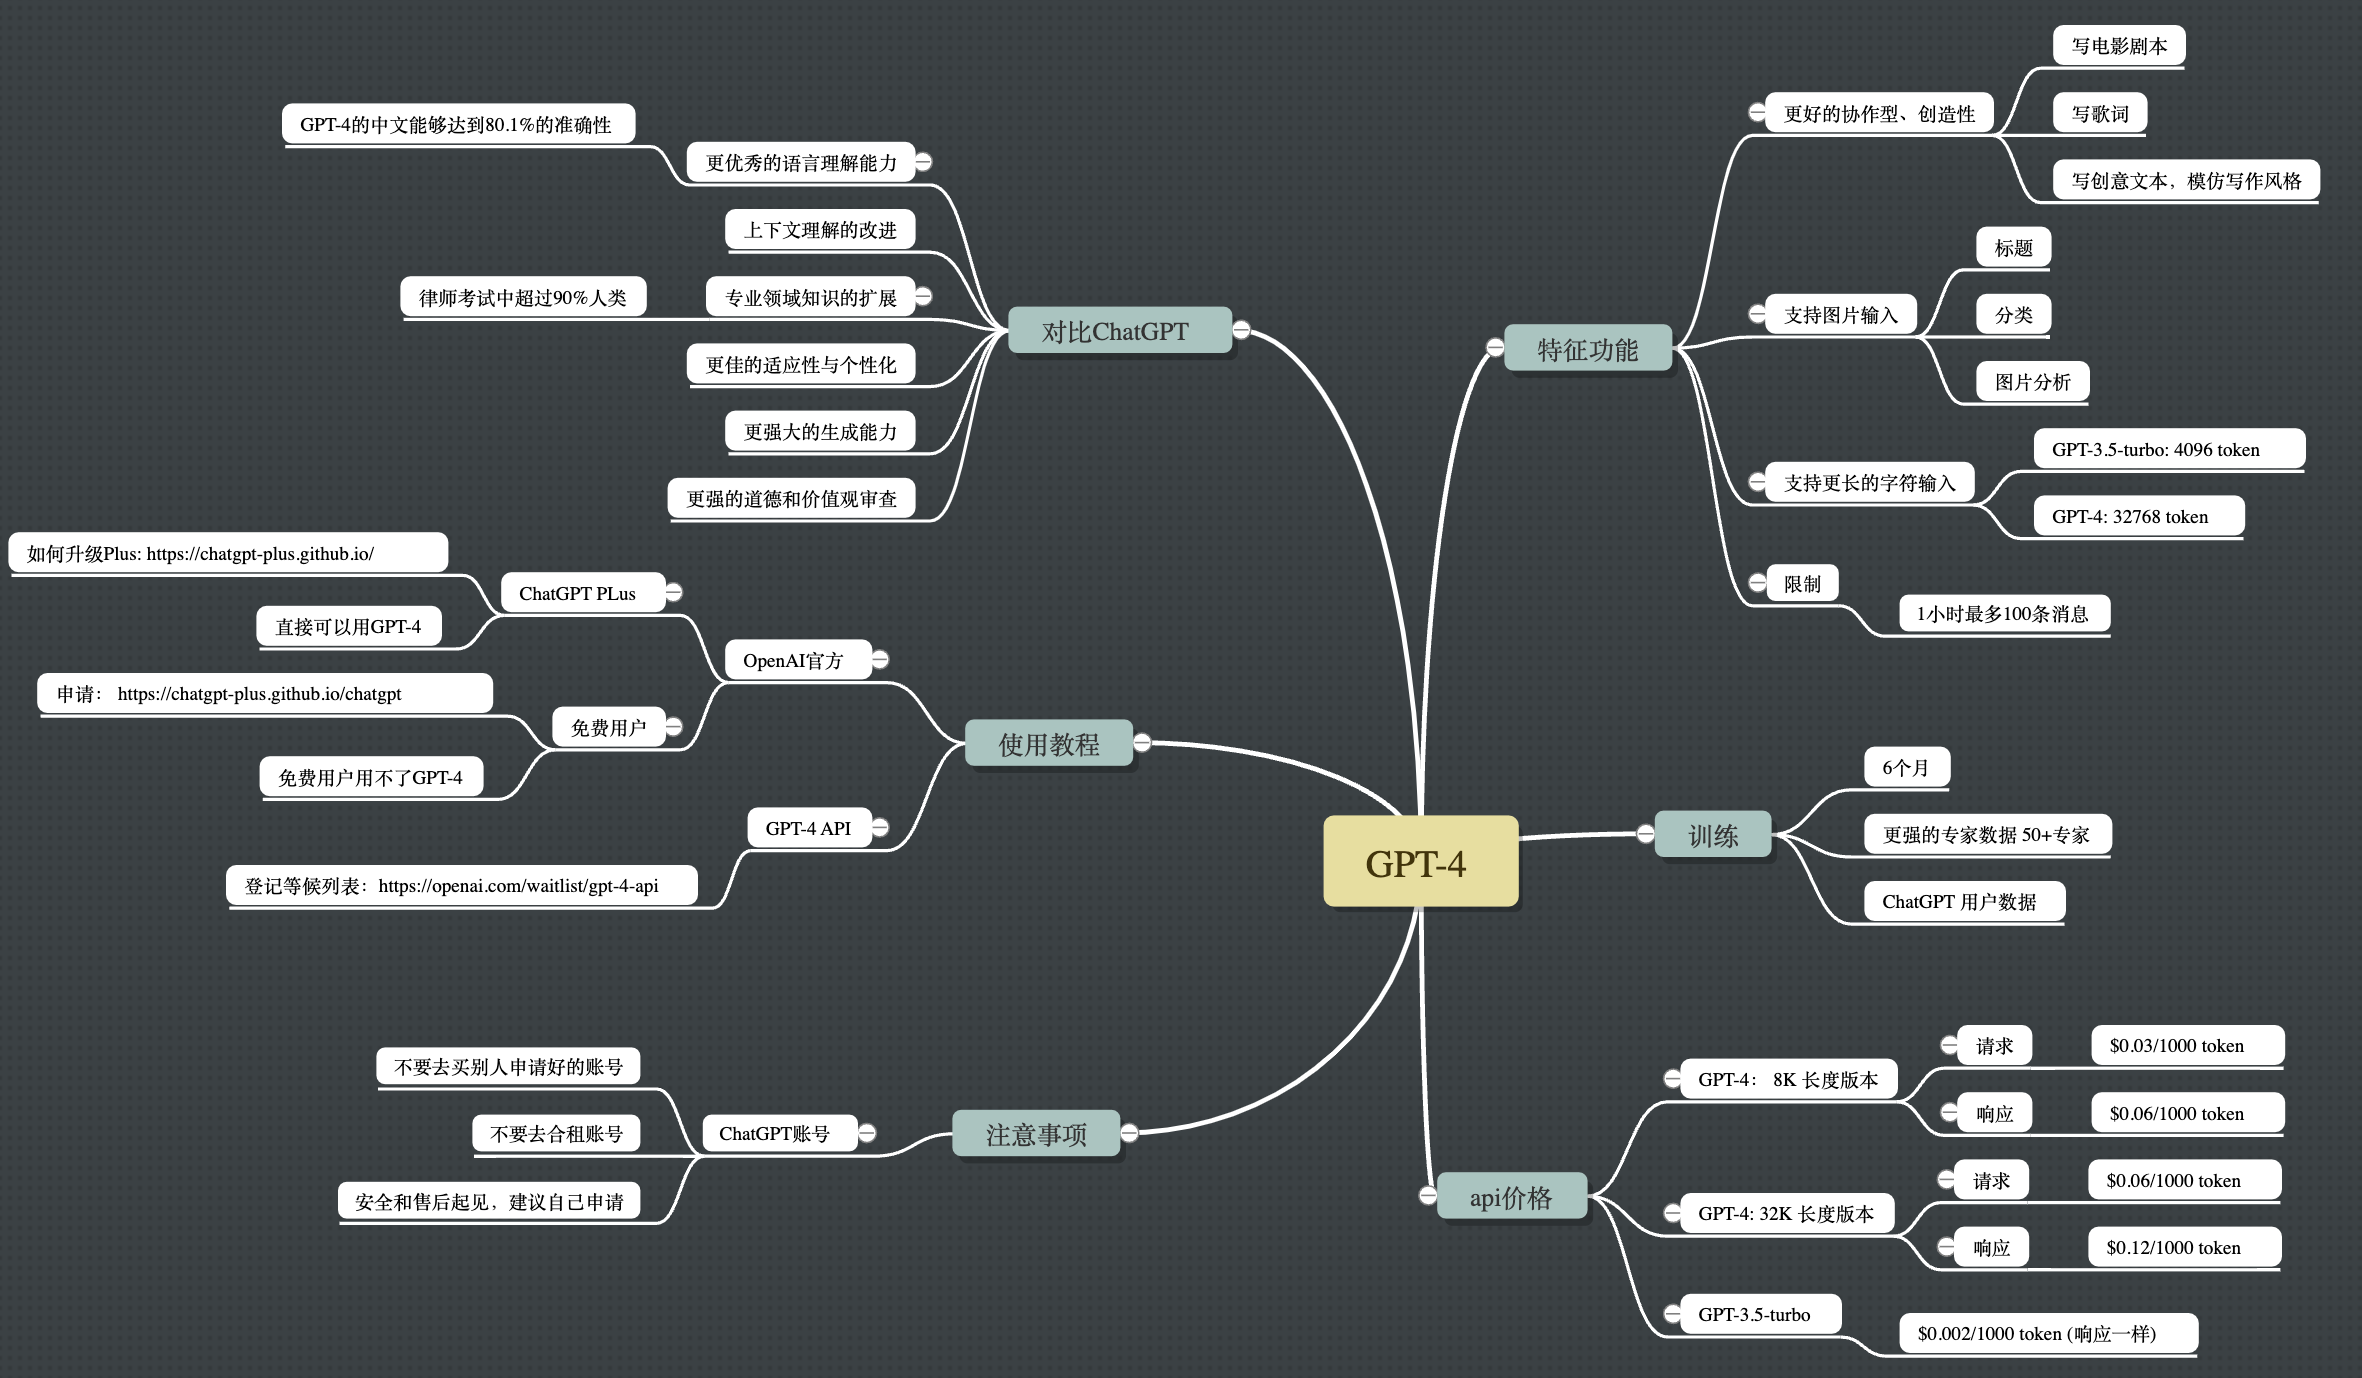 GPT-4
特征功能
更好的协作型、创造性
写电影剧本
写歌词
写创意文本，模仿写作风格
支持图片输入
标题
分类
图片分析
支持更长的字符输入
GPT-3.5-turbo: 4096 token
GPT-4: 32768 token
限制
1小时最多100条消息
训练
6个月
更强的专家数据 50+专家
ChatGPT 用户数据
api价格
GPT-4： 8K 长度版本
请求
$0.03/1000 token
响应
$0.06/1000 token
GPT-4: 32K 长度版本
请求
$0.06/1000 token
响应
$0.12/1000 token
GPT-3.5-turbo
$0.002/1000 token (响应一样)
对比ChatGPT
更优秀的语言理解能力
GPT-4的中文能够达到80.1%的准确性
上下文理解的改进
专业领域知识的扩展
律师考试中超过90%人类
更佳的适应性与个性化
更强大的生成能力
更强的道德和价值观审查
使用教程
OpenAI官方
ChatGPT PLus
如何升级Plus: https://chatgpt-plus.github.io/
直接可以用GPT-4
免费用户
申请： https://chatgpt-plus.github.io/chatgpt
免费用户用不了GPT-4
GPT-4 API
登记等候列表：https://openai.com/waitlist/gpt-4-api
注意事项
ChatGPT账号
不要去买别人申请好的账号
不要去合租账号
安全和售后起见，建议自己申请